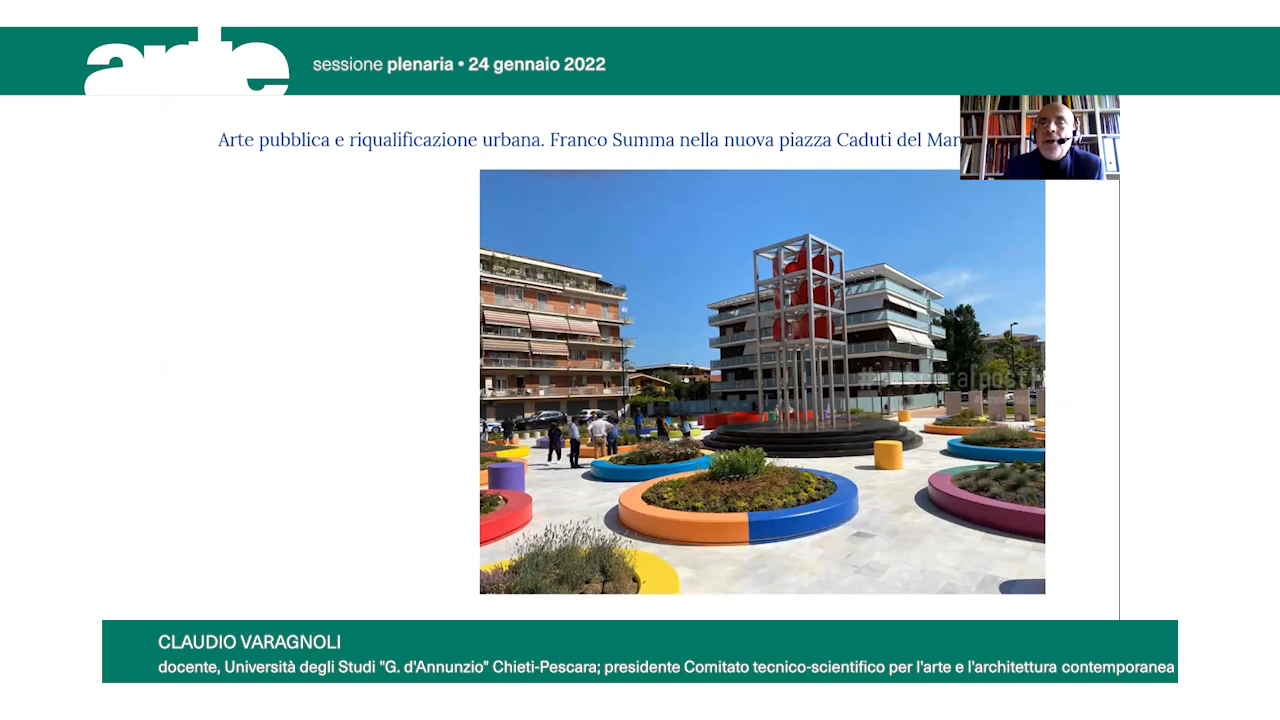 arte
sessione plenaria • 24 gennaio 2022
Arte pubblica e riqualificazione urbana. Franco Summa nella nuova piazza Caduti del Mar
CLAUDIO VARAGNOLI
docente, Università degli Studi "G. d'Annunzio" Chieti-Pescara; presidente Comitato tecnico-scientifico per l'arte e l'architettura contemporanea